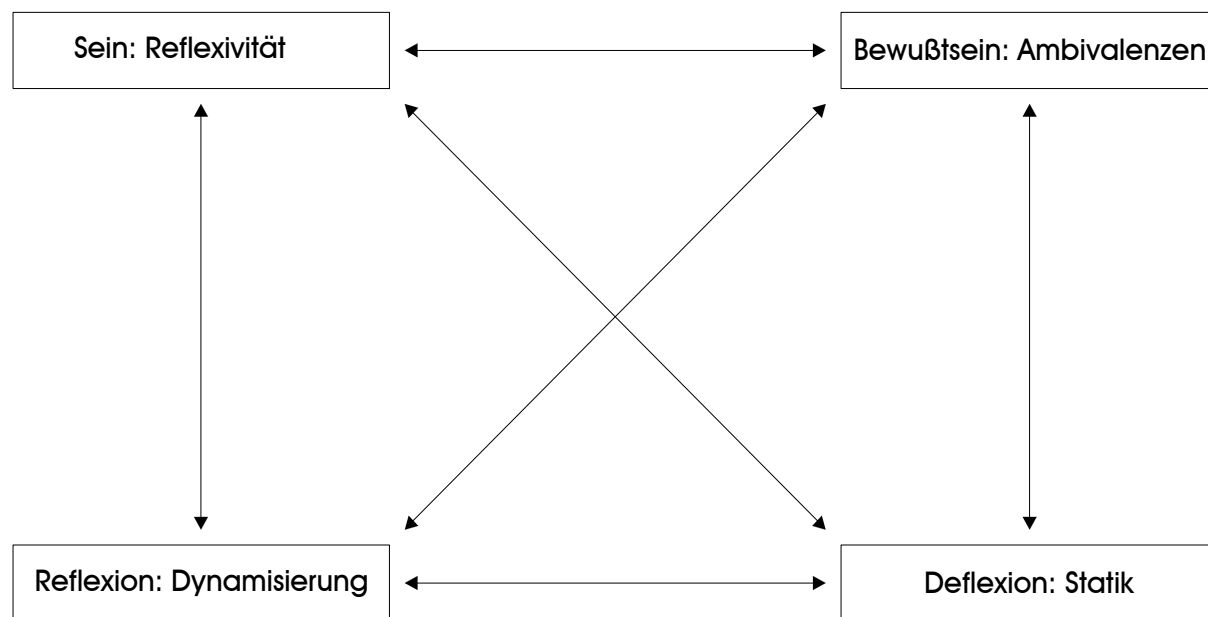 Sein: Reflexivität
Bewußtsein: Ambivalenzen
Reflexion: Dynamisierung
Deflexion: Statik